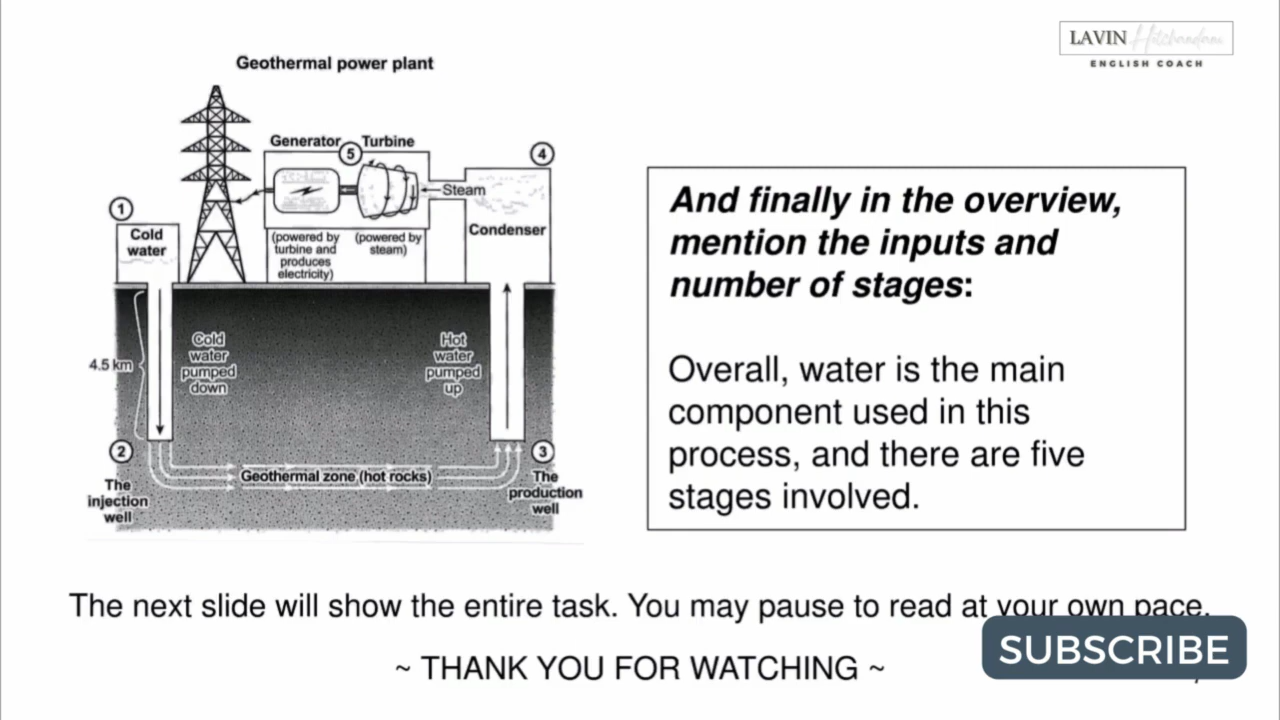 LAVIN Hotchandani
ENGLISH COACH
Geothermal power plant
Generator
5
Turbine
4
1
Cold
water
Steam
Condenser
(powered by
turbine and
produces
electricity)
(powered by
steam)
4.5 km
Cold
water
pumped
down
Hot
water
pumped
up
2
The
injection
well
Geothermal zone (hot rocks)
3
The
production
well
And finally in the overview,
mention the inputs and
number of stages:
Overall, water is the main
component used in this
process, and there are five
stages involved.
The next slide will show the entire task. You may pause to read at your own pace.
~ THANK YOU FOR WATCHING ~
SUBSCRIBE